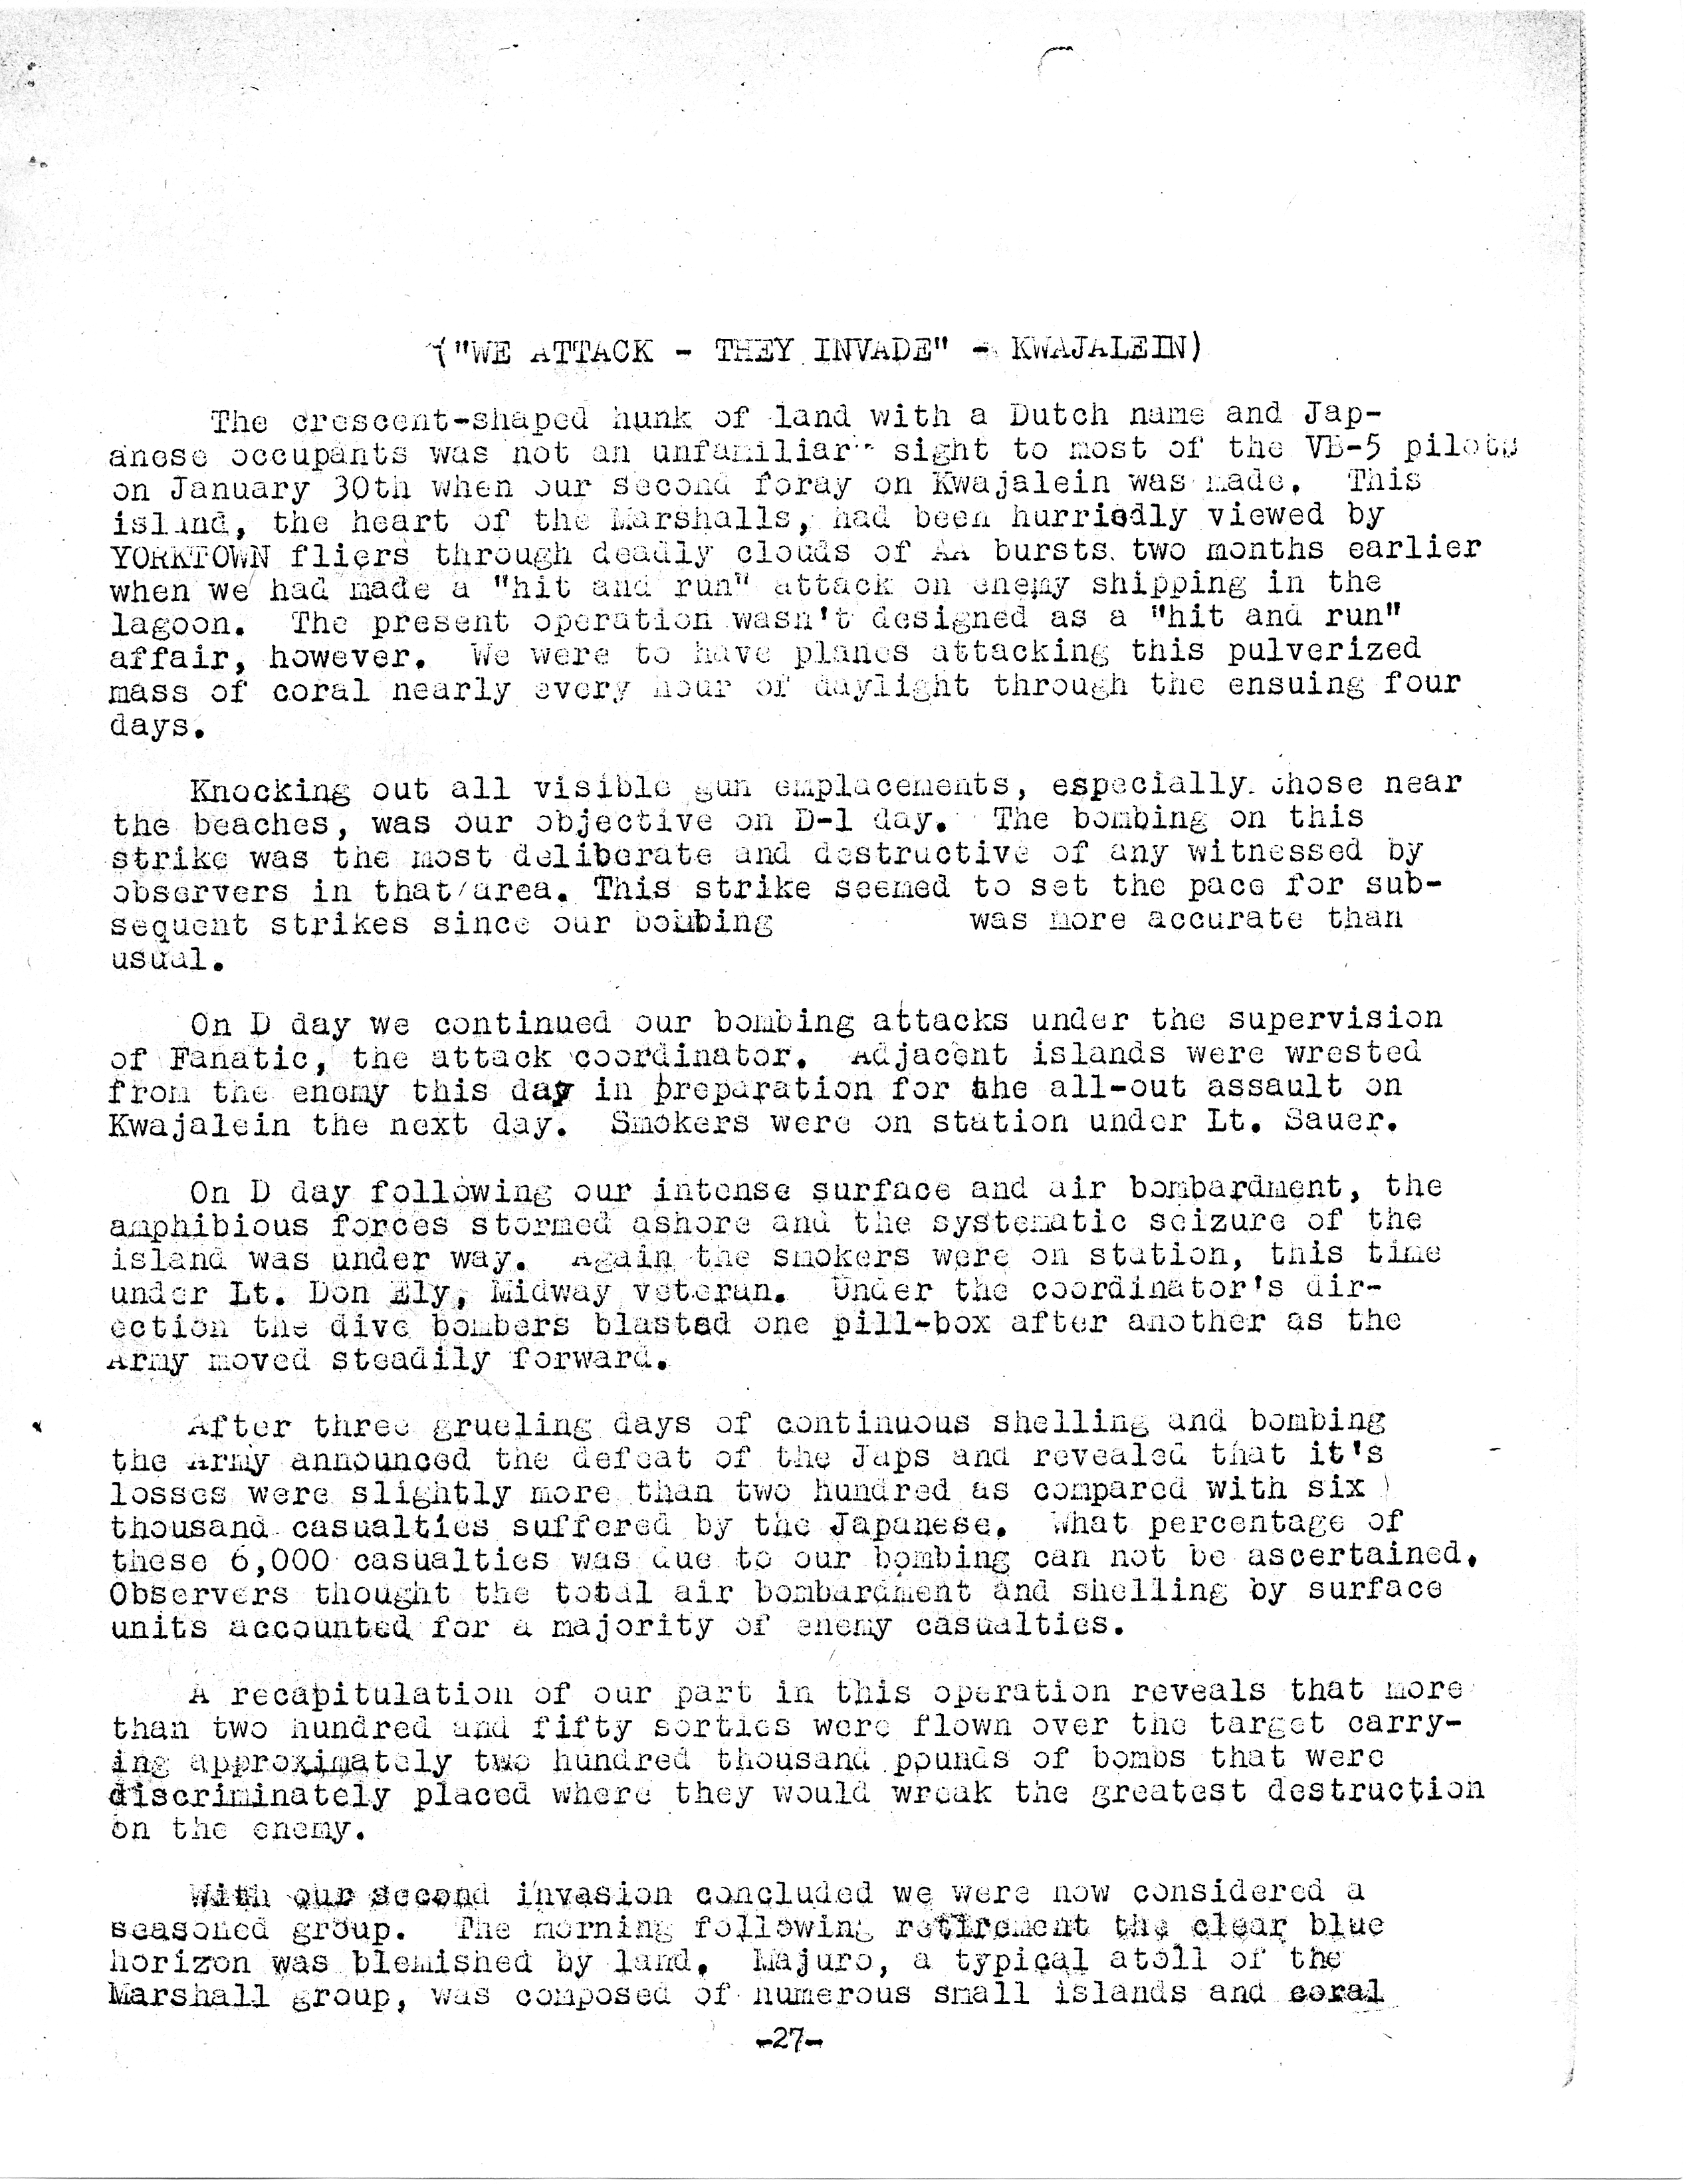 ("WE ATTACK - THEY INVADE" - KWAJALEIN)
The crescent-shaped hunk of land with a Dutch name and Jap-
anese occupants was not an unfamiliar sight to most of the VB-5 pilots
on January 30th when our second foray on Kwajalein was made. This
island, the heart of the Marshalls, had been hurriedly viewed by
YORKTOWN fliers through deadly clouds of AA bursts two months earlier
when we had made a "hit and run" attack on enemy shipping in the
lagoon. The present operation wasn't designed as a "hit and run"
affair, however. We were to have planes attacking this pulverized
mass of coral nearly every hour of daylight through the ensuing four
days.
Knocking out all visible gun emplacements, especially those near
the beaches, was our objective on D-1 day. The bombing on this
strike was the most deliberate and destructive of any witnessed by
observers in that area. This strike seemed to set the pace for sub-
sequent strikes since our bombing was more accurate than
usual.
On D day we continued our bombing attacks under the supervision
of Fanatic, the attack coordinator. Adjacent islands were wrested
from the enemy this day in preparation for the all-out assault on
Kwajalein the next day. Smokers were on station under Lt. Sauer.
On D day following our intense surface and air bombardment, the
amphibious forces stormed ashore and the systematic seizure of the
island was under way. Again the smokers were on station, this time
under Lt. Don Ely, Midway veteran. Under the coordinator's dir-
ection the dive bombers blasted one pill-box after another as the
Army moved steadily forward.
After three grueling days of continuous shelling and bombing
the Army announced the defeat of the Japs and revealed that it's
losses were slightly more than two hundred as compared with six
thousand casualties suffered by the Japanese. What percentage of
these 6,000 casualties was due to our bombing can not be ascertained.
Observers thought the total air bombardment and shelling by surface
units accounted for a majority of enemy casualties.
A recapitulation of our part in this operation reveals that more
than two hundred and fifty sorties were flown over the target carry-
ing approximately two hundred thousand pounds of bombs that were
discriminately placed where they would wreak the greatest destruction
on the enemy.
With our second invasion concluded we were now considered a
seasoned group. The morning following retirement the clear blue
horizon was blemished by land. Majuro, a typical atoll of the
Marshall group, was composed of numerous small islands and coral
-27-